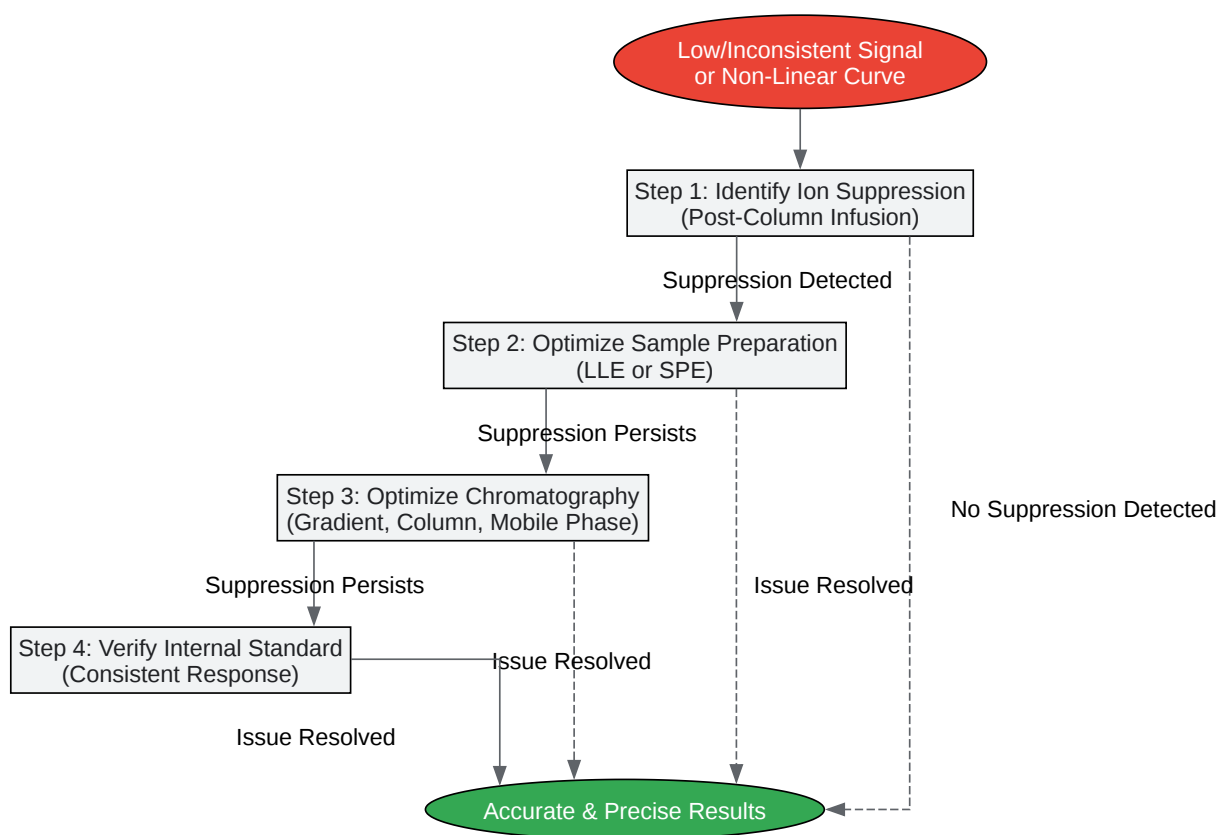 Low/Inconsistent Signal
or Non-Linear Curve
Step 1: Identify Ion Suppression
(Post-Column Infusion)
Suppression Detected
Step 2: Optimize Sample Preparation
(LLE or SPE)
Suppression Persists
Step 3: Optimize Chromatography
(Gradient, Column, Mobile Phase)
No Suppression Detected
Suppression Persists
Issue Resolved
Step 4: Verify Internal Standard
(Consistent Response)
Issue Resolved
Issue Resolved
Accurate & Precise Results